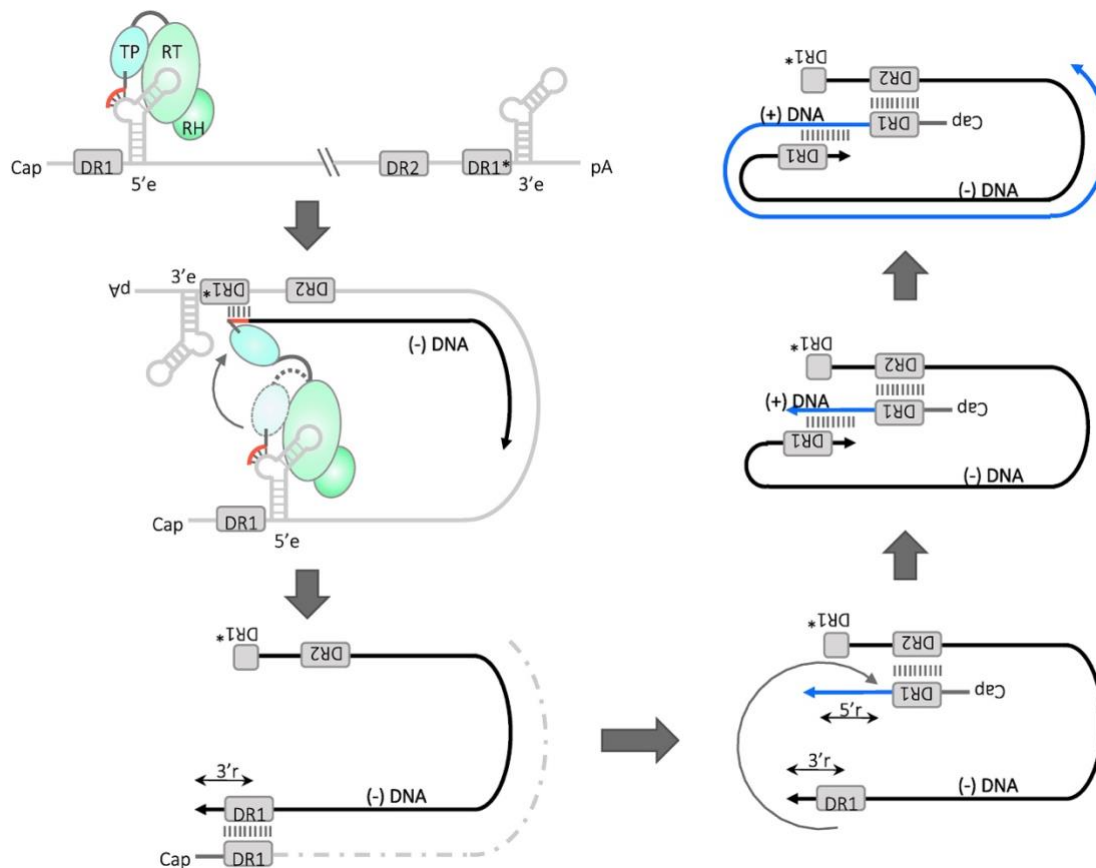 TP RT
RH
Cap DR1 DR2 DR1* pA
5'e 3'e
3'e
pA DR1* DR2
(-) DNA
Cap DR1
5'e
DR1*
DR2
3'r
DR1 (-) DNA
Cap DR1
DR1*
DR2
DR1 Cap
5'r
3'r
DR1 (-) DNA
DR1*
DR2
(+) DNA DR1 Cap
DR1
(-) DNA
DR1*
DR2
(+) DNA DR1 Cap
DR1
(-) DNA